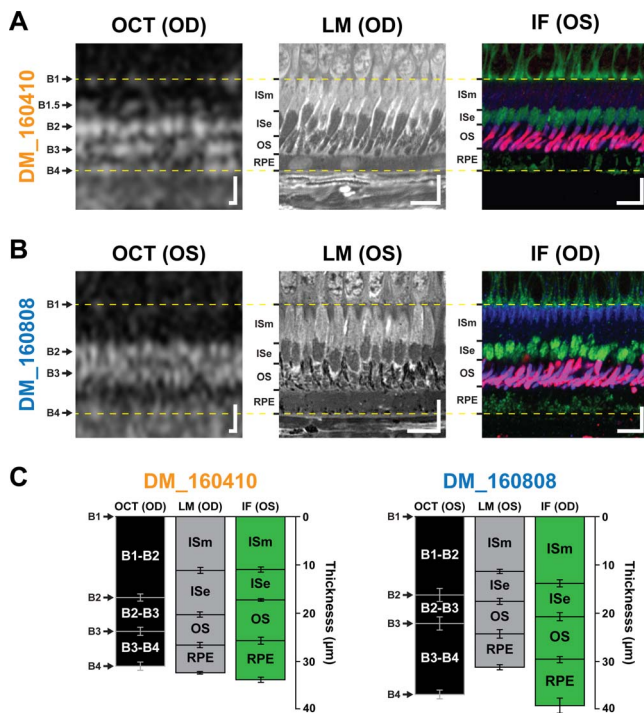 A
OCT (OD) LM (OD) IF (OS)
DM_160410
B1 ISm ISm
B1.5
B2 ISe ISe
B3 OS OS
B4 RPE RPE
B
OCT (OS) LM (OS) IF (OD)
DM_160808
B1 ISm ISm
B2 ISe ISe
B3 OS OS
B4 RPE RPE
C
DM_160410 DM_160808
OCT (OD) LM (OD) IF (OS) OCT (OS) LM (OS) IF (OD)
B1 0 B1 0
B1-B2 ISm ISm B1-B2 ISm ISm
10 10
B2 ISe ISe B2 ISe ISe
B2-B3 20 B2-B3 20
B3 OS OS B3 OS OS
B3-B4 RPE RPE B3-B4 RPE RPE
B4 30 B4 30
40 40
Thicknesss (μm) Thicknesss (μm)